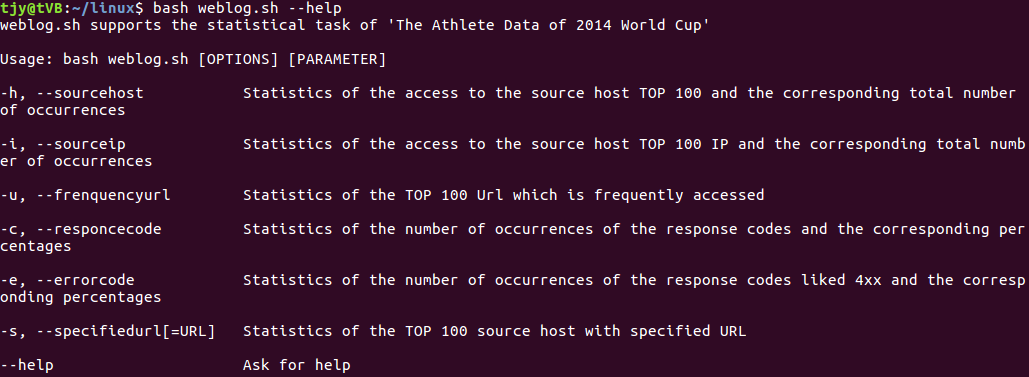 tjy@tVB:~/linux$ bash weblog.sh --help
weblog.sh supports the statistical task of 'The Athlete Data of 2014 World Cup'
Usage: bash weblog.sh [OPTIONS] [PARAMETER]
-h, --sourcehost           Statistics of the access to the source host TOP 100 and the corresponding total number
of occurrences
-i, --sourceip             Statistics of the access to the source host TOP 100 IP and the corresponding total numb
er of occurrences
-u, --frenquencyurl        Statistics of the TOP 100 Url which is frequently accessed
-c, --responcecode         Statistics of the number of occurrences of the response codes and the corresponding per
centages
-e, --errorcode            Statistics of the number of occurrences of the response codes liked 4xx and the corresp
onding percentages
-s, --specifiedurl[=URL]   Statistics of the TOP 100 source host with specified URL
--help                     Ask for help